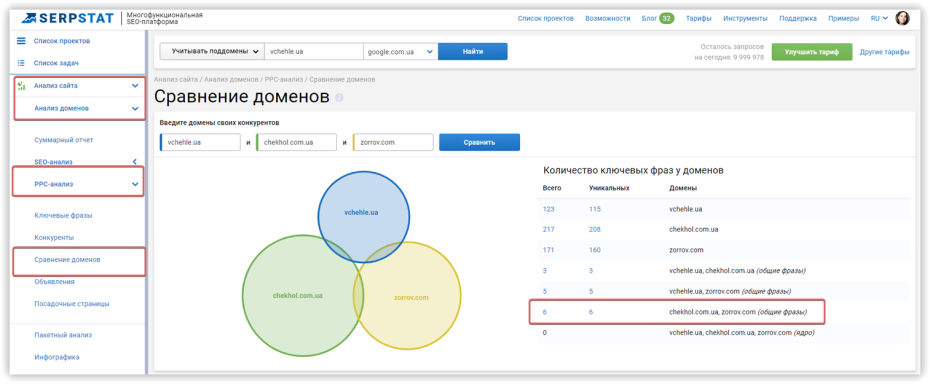 SERPSTAT
Многофункциональная
SEO-платформа
Список проектов Возможности Блог 32 Тарифы Инструменты Поддержка Примеры RU
Список проектов
Список задач
Анализ сайта
Анализ доменов
Суммарный отчет
SEO-анализ
PPC-анализ
Ключевые фразы
Конкуренты
Сравнение доменов
Объявления
Посадочные страницы
Пакетный анализ
Инфографика
Учитывать поддомены vchehle.ua google.com.ua Найти
Осталось запросов
на сегодня: 9 999 978
Улучшить тариф
Другие тарифы
Анализ сайта / Анализ доменов / PPC-анализ / Сравнение доменов
Сравнение доменов
Введите домены своих конкурентов
vchehle.ua и chekhol.com.ua и zorrov.com Сравнить
vchehle.ua
chekhol.com.ua
zorrov.com
Количество ключевых фраз у доменов
Всего Уникальных Домены
123 115 vchehle.ua
217 208 chekhol.com.ua
171 160 zorrov.com
3 3 vchehle.ua, chekhol.com.ua (общие фразы)
5 5 vchehle.ua, zorrov.com (общие фразы)
6 6 chekhol.com.ua, zorrov.com (общие фразы)
0 vchehle.ua, chekhol.com.ua, zorrov.com (ядро)